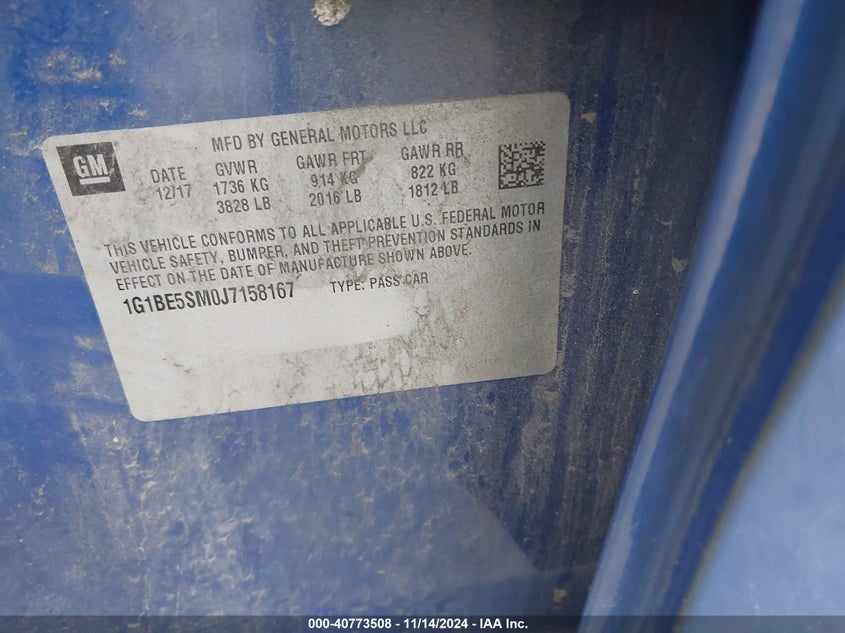 GM
MFD BY GENERAL MOTORS LLC
DATE GVWR GAWR FRT GAWR RR
12/17 1736 KG 914 KG 822 KG
3828 LB 2016 LB 1812 LB
THIS VEHICLE CONFORMS TO ALL APPLICABLE U.S. FEDERAL MOTOR
VEHICLE SAFETY, BUMPER, AND THEFT PREVENTION STANDARDS IN
EFFECT ON THE DATE OF MANUFACTURE SHOWN ABOVE.
1G1BE5SM0J7158167 TYPE: PASS CAR
000-40773508 - 11/14/2024 - IAA Inc.